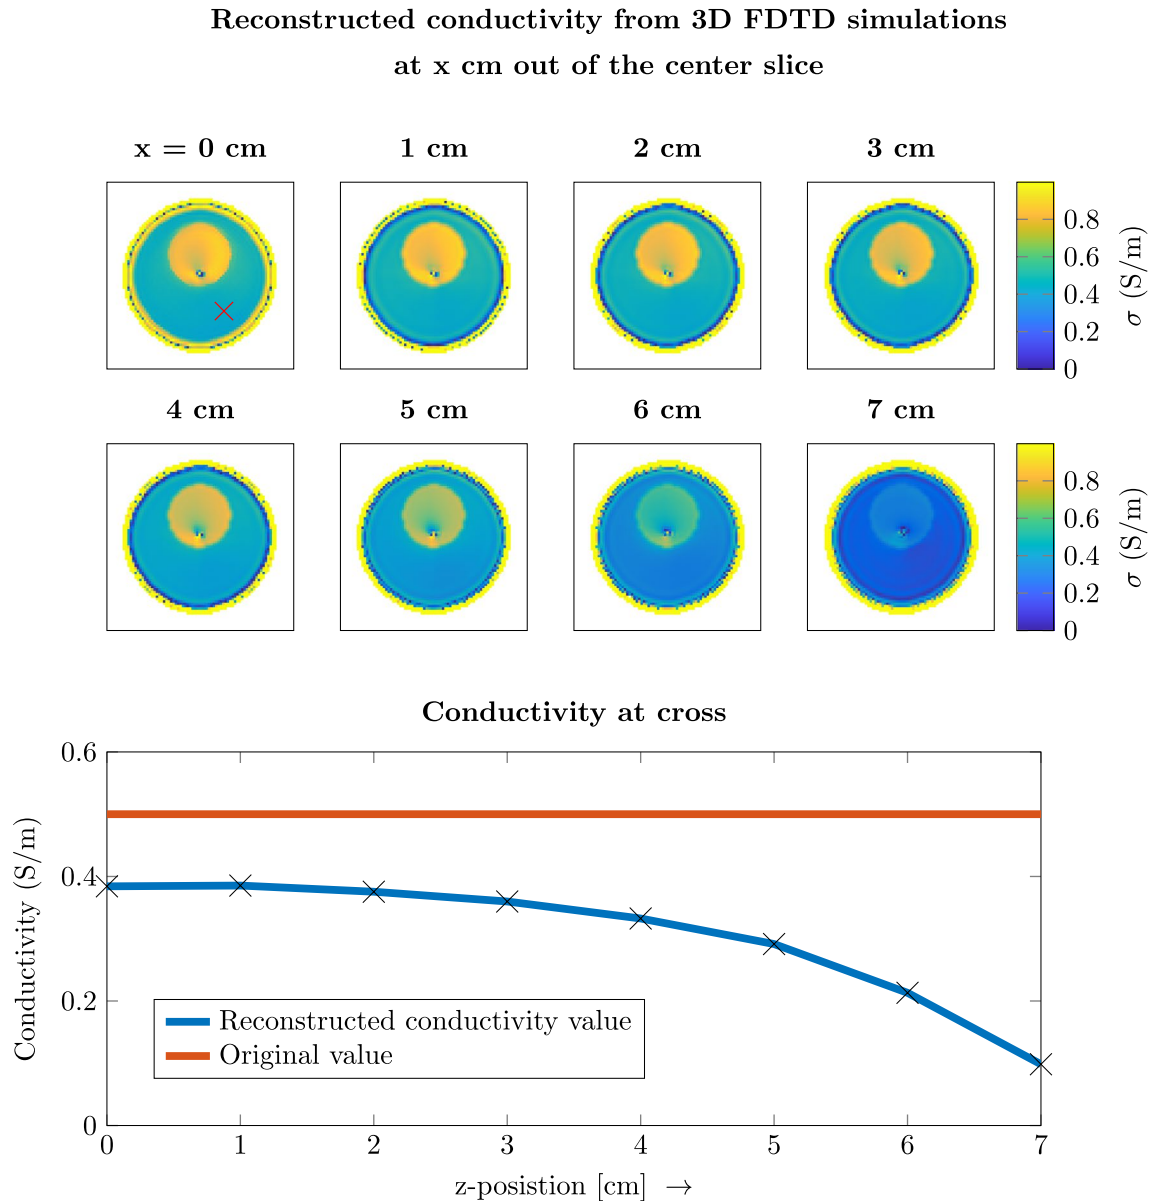 Reconstructed conductivity from 3D FDTD simulations
at x cm out of the center slice
x = 0 cm
1 cm
2 cm
3 cm
0.8
0.6
0.4
0.2
0
σ (S/m)
4 cm
5 cm
6 cm
7 cm
0.8
0.6
0.4
0.2
0
σ (S/m)
Conductivity at cross
0.6
0.4
0.2
0
Conductivity (S/m)
Reconstructed conductivity value
Original value
0 1 2 3 4 5 6 7
z-posistion [cm] →